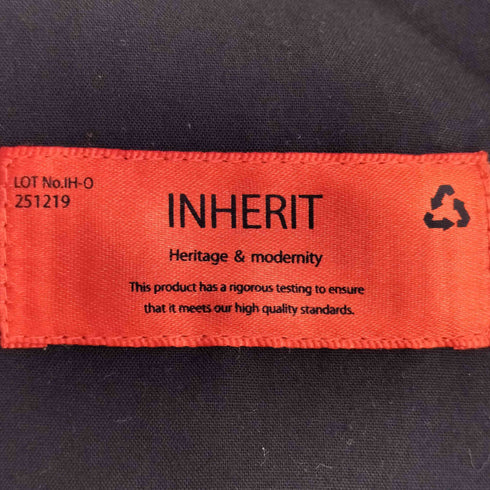 LOT No.IH-O
251219
INHERIT
Heritage & modernity
This product has a rigorous testing to ensure
that it meets our high quality standards.